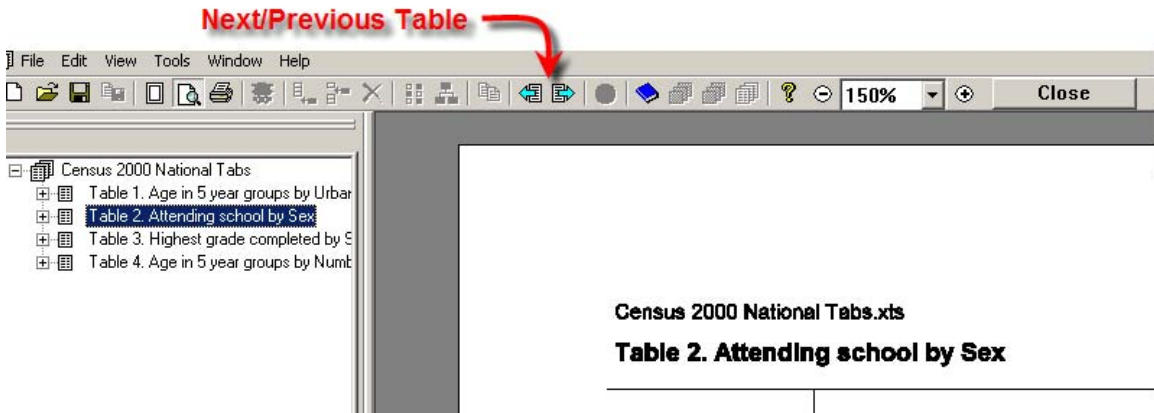 Next/Previous Table
File Edit View Tools Window Help
150% Close
Census 2000 National Tabs
Table 1. Age in 5 year groups by Urbar
Table 2. Attending school by Sex
Table 3. Highest grade completed by S
Table 4. Age in 5 year groups by Numb
Census 2000 National Tabs.xts
Table 2. Attending school by Sex